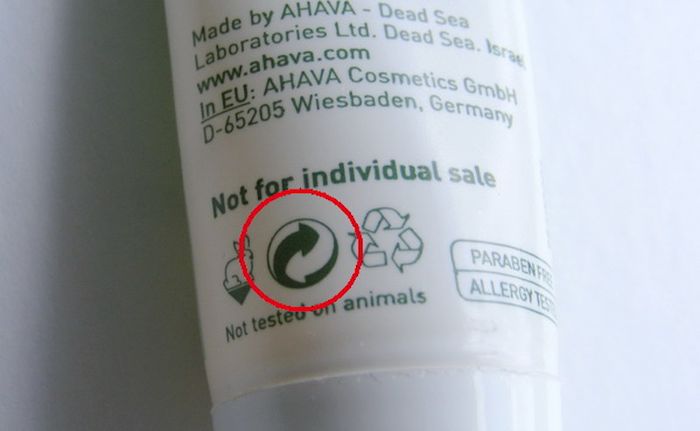 Made by AHAVA - Dead Sea
Laboratories Ltd. Dead Sea. Israel
www.ahava.com
In EU: AHAVA Cosmetics GmbH
D-65205 Wiesbaden, Germany
Not for individual sale
Not tested on animals
PARABEN FREE
ALLERGY TESTED